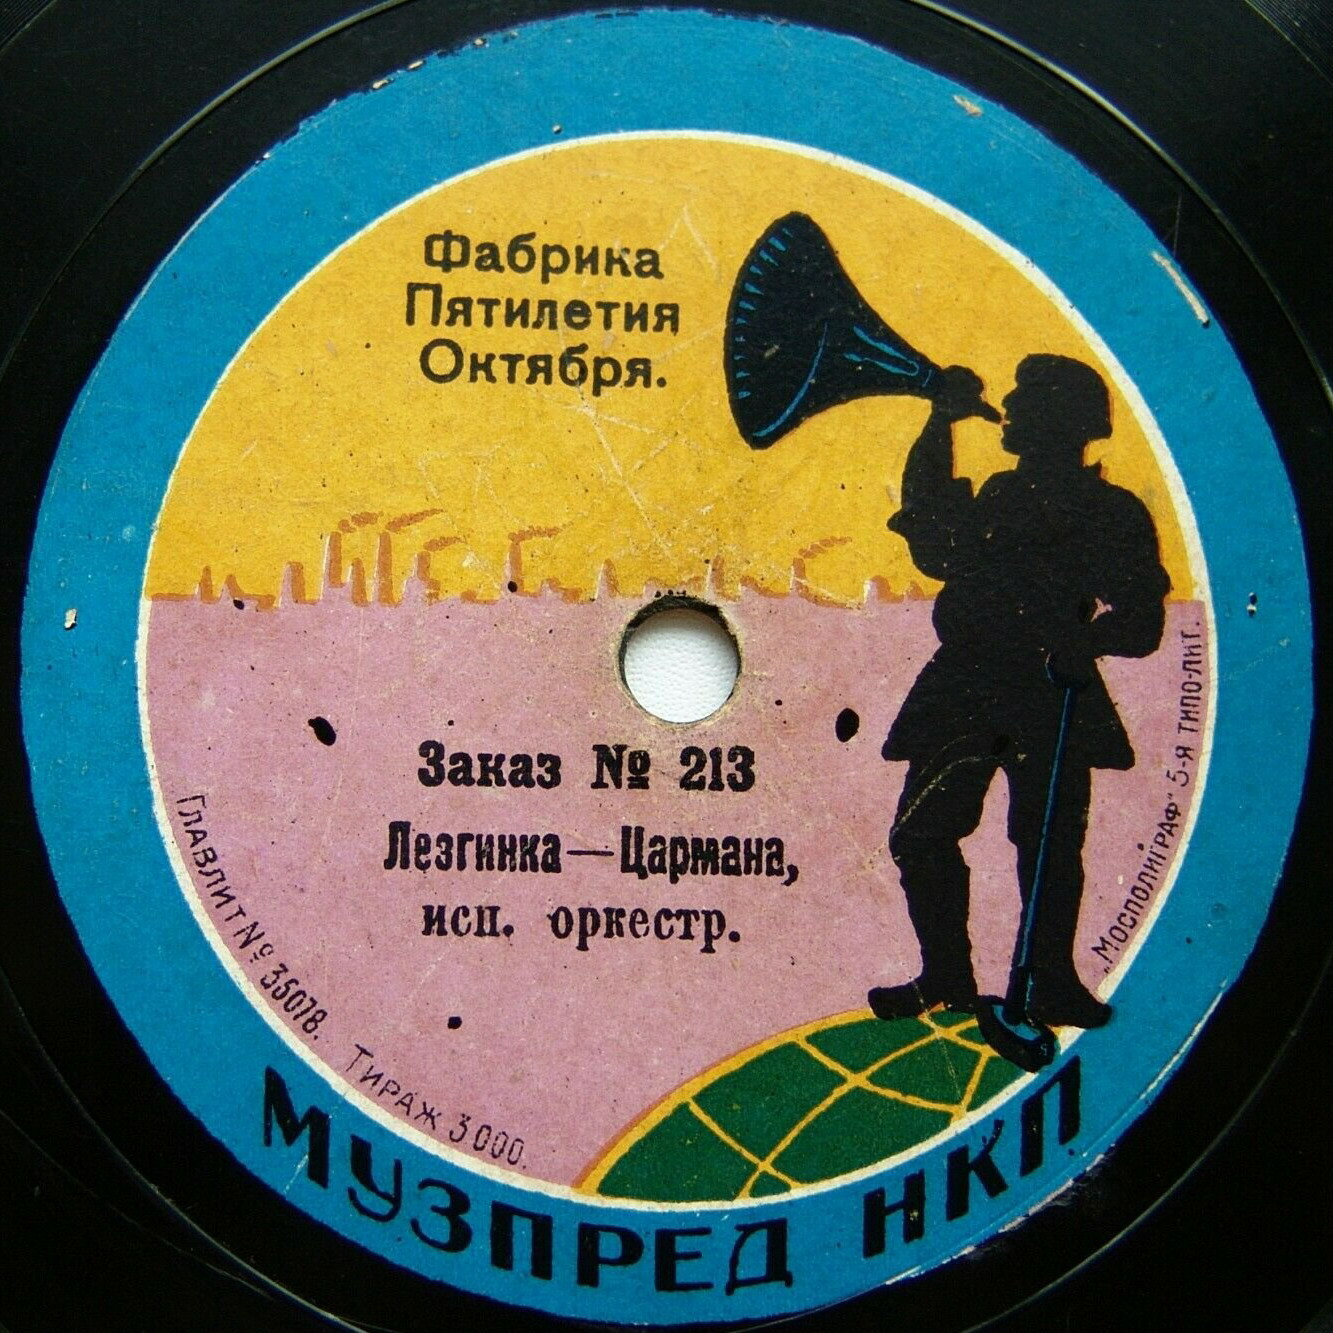 Фабрика
Пятилетия
Октября.
Заказ № 213
Лезгинка—Цармана,
исп. оркестр.
Главлит № 35078. Тираж 3000.
„Мосполиграф" 5-я типо-лит.
МУЗПРЕД НКП